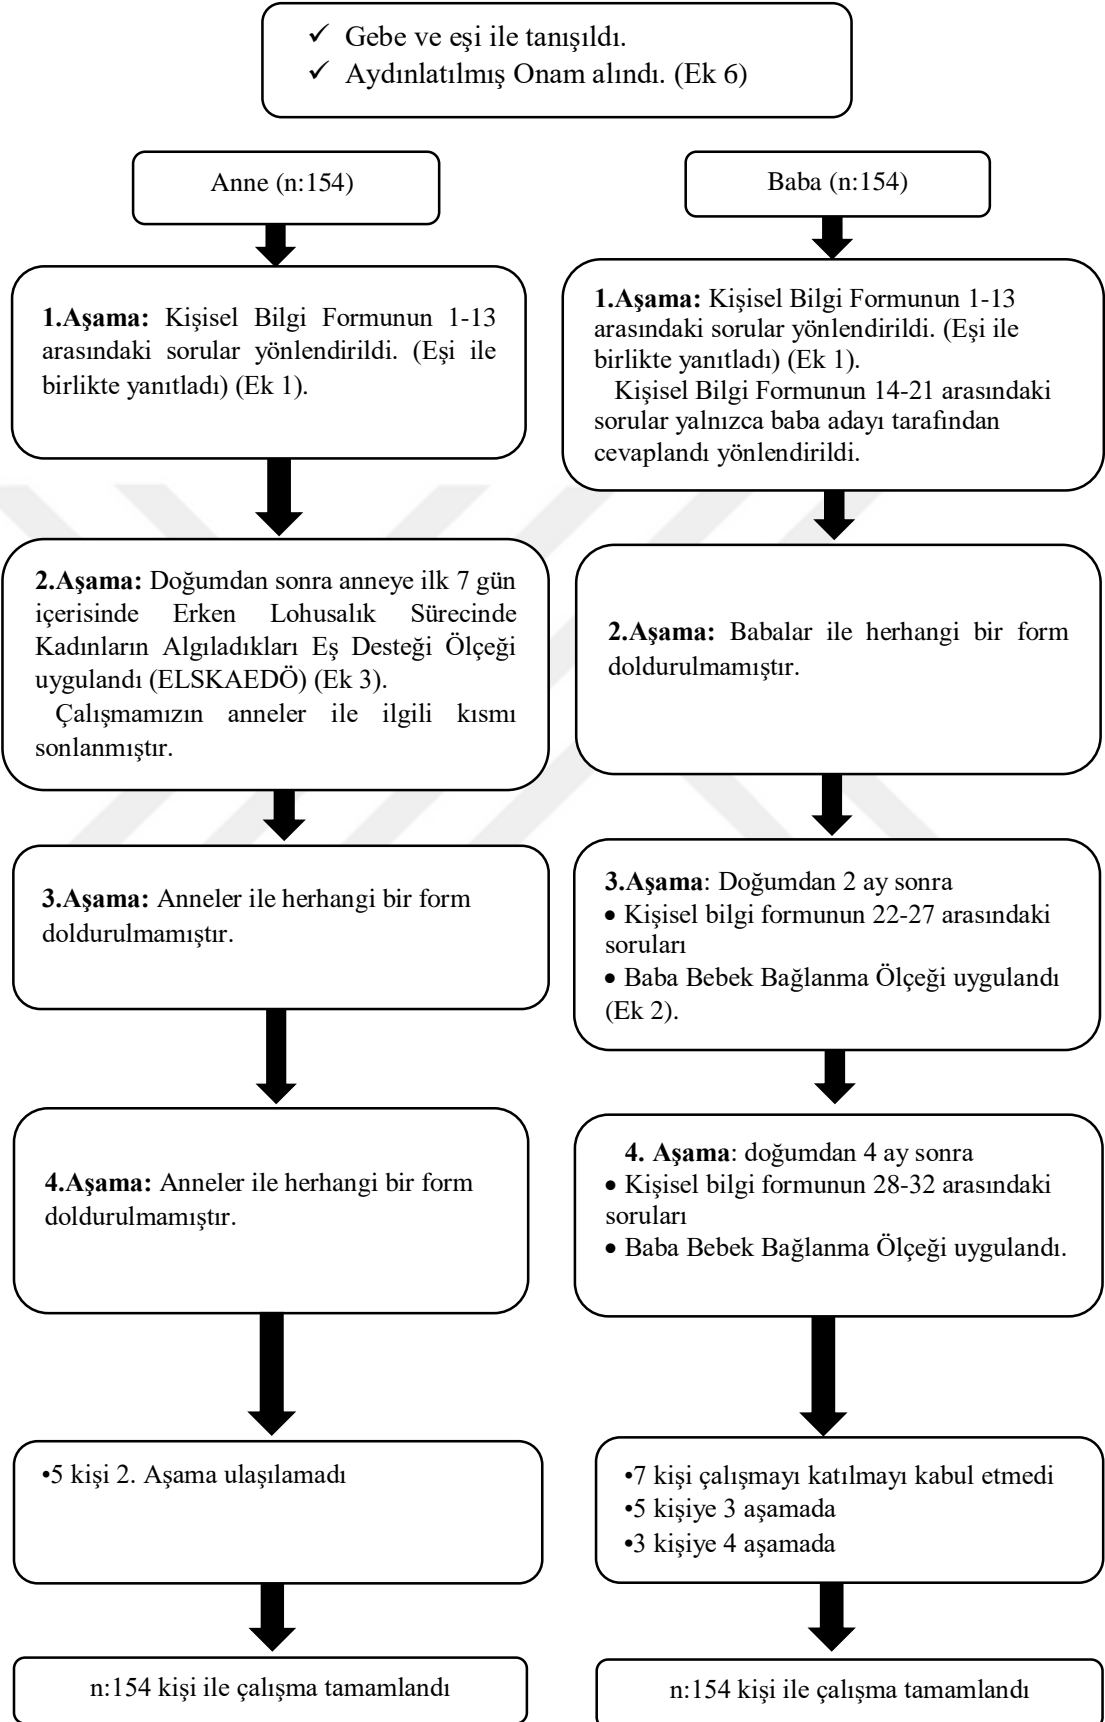 ✓ Gebe ve eşi ile tanışıldı.
✓ Aydınlatılmış Onam alındı. (Ek 6)
Anne (n:154)
Baba (n:154)
1.Aşama: Kişisel Bilgi Formunun 1-13
arasındaki sorular yönlendirildi. (Eşi ile
birlikte yanıtladı) (Ek 1).
1.Aşama: Kişisel Bilgi Formunun 1-13
arasındaki sorular yönlendirildi. (Eşi ile
birlikte yanıtladı) (Ek 1).
Kişisel Bilgi Formunun 14-21 arasındaki
sorular yalnızca baba adayı tarafından
cevaplandı yönlendirildi.
2.Aşama: Doğumdan sonra anneye ilk 7 gün
içerisinde Erken Lohusalık Sürecinde
Kadınların Algıladıkları Eş Desteği Ölçeği
uygulandı (ELSKAEDÖ) (Ek 3).
Çalışmamızın anneler ile ilgili kısmı
sonlanmıştır.
2.Aşama: Babalar ile herhangi bir form
doldurulmamıştır.
3.Aşama: Anneler ile herhangi bir form
doldurulmamıştır.
3.Aşama: Doğumdan 2 ay sonra
• Kişisel bilgi formunun 22-27 arasındaki
soruları
• Baba Bebek Bağlanma Ölçeği uygulandı
(Ek 2).
4.Aşama: Anneler ile herhangi bir form
doldurulmamıştır.
4. Aşama: doğumdan 4 ay sonra
• Kişisel bilgi formunun 28-32 arasındaki
soruları
• Baba Bebek Bağlanma Ölçeği uygulandı.
•5 kişi 2. Aşama ulaşılamadı
•7 kişi çalışmayı katılmayı kabul etmedi
•5 kişiye 3 aşamada
•3 kişiye 4 aşamada
n:154 kişi ile çalışma tamamlandı
n:154 kişi ile çalışma tamamlandı